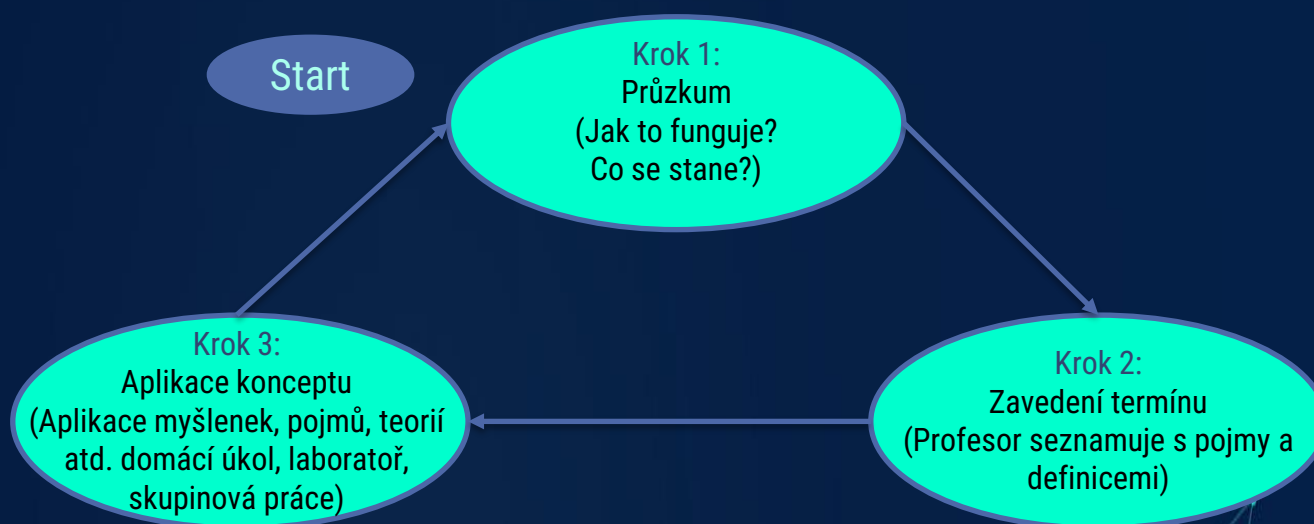 Start
Krok 1:
Průzkum
(Jak to funguje?
Co se stane?)
Krok 2:
Zavedení termínu
(Profesor seznamuje s pojmy a
definicemi)
Krok 3:
Aplikace konceptu
(Aplikace myšlenek, pojmů, teorií
atd. domácí úkol, laboratoř,
skupinová práce)